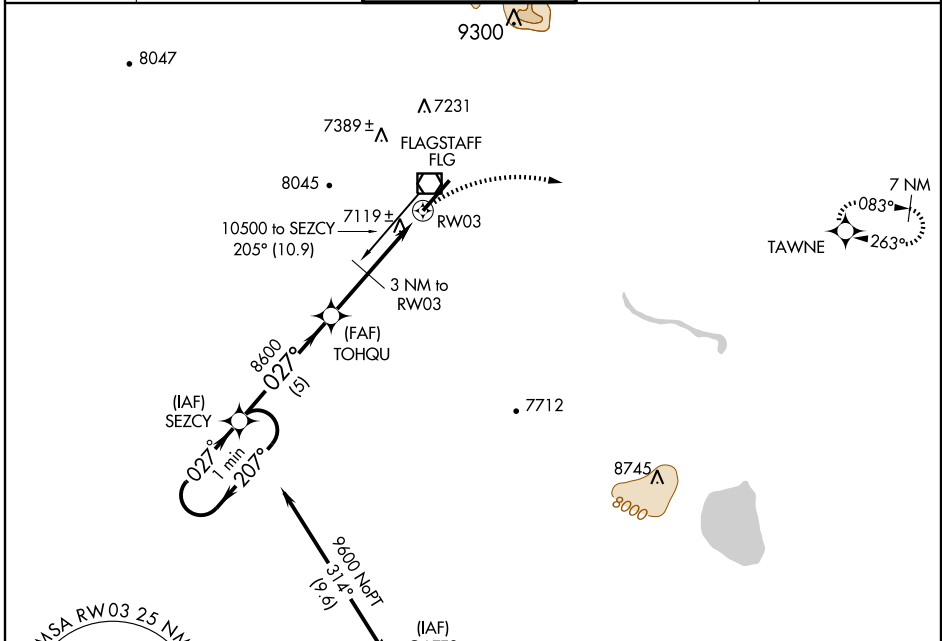 9300
8047
7231
7389±
FLAGSTAFF
FLG
8045
7119±
RW03
10500 to SEZCY
205° (10.9)
7 NM
083°
263°
TAWNE
3 NM to
RW03
(FAF)
TOHQU
8600
027°
(5)
(IAF)
SEZCY
027°
1 min
207°
7712
8745
8000
9600 NoPT
314°
(9.6)
(IAF)
MSA RW03 25 NM